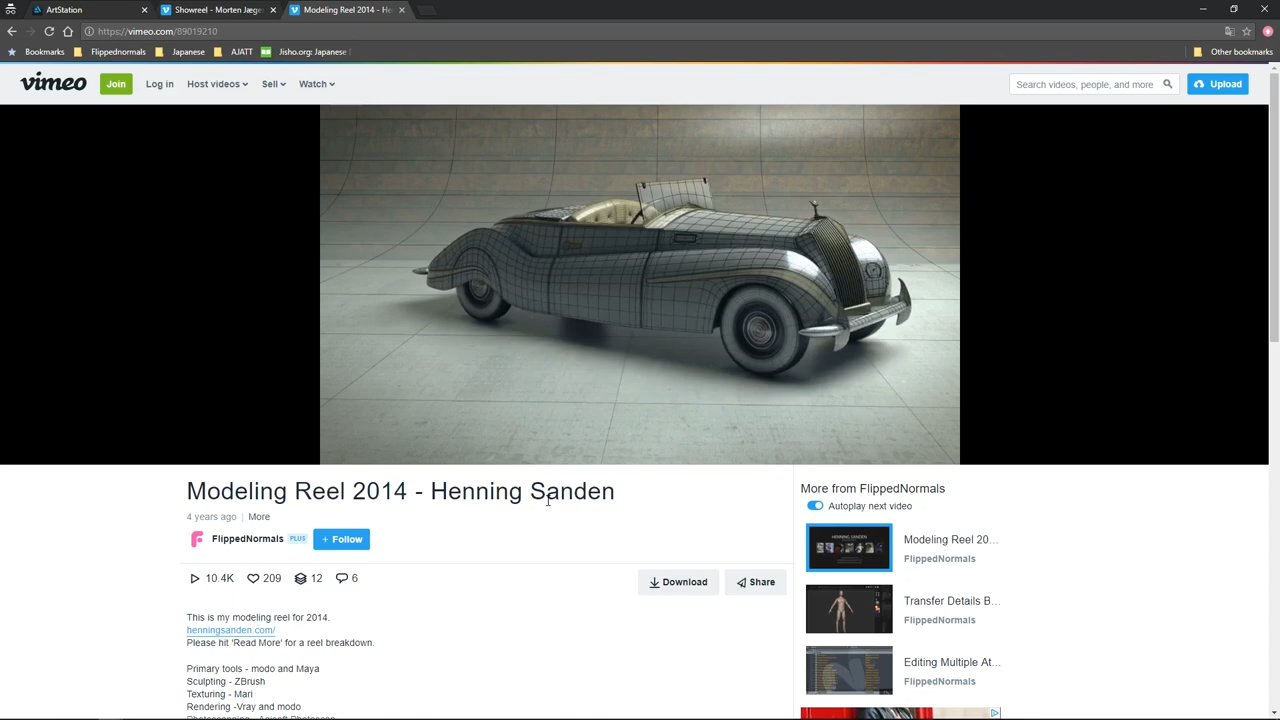 ArtStation
Showreel - Morten Jæge
Modeling Reel 2014 - He
https://vimeo.com/89019210
Bookmarks
Flippednormals
Japanese
AJATT
Jisho.org: Japanese
Other bookmarks
vimeo
Join
Log in
Host videos
Sell
Watch
Search videos, people, and more
Upload
Modeling Reel 2014 - Henning Sanden
4 years ago | More
FlippedNormals PLUS
+ Follow
10.4K
209
12
6
Download
Share
This is my modeling reel for 2014.
henningsanden.com/
Please hit 'Read More' for a reel breakdown.
Primary tools - modo and Maya
Sculpting - ZBrush
Texturing - Mari
Rendering -Vray and modo
More from FlippedNormals
Autoplay next video
HENNING SANDEN
Modeling Reel 20...
FlippedNormals
Transfer Details B...
FlippedNormals
Editing Multiple At...
FlippedNormals